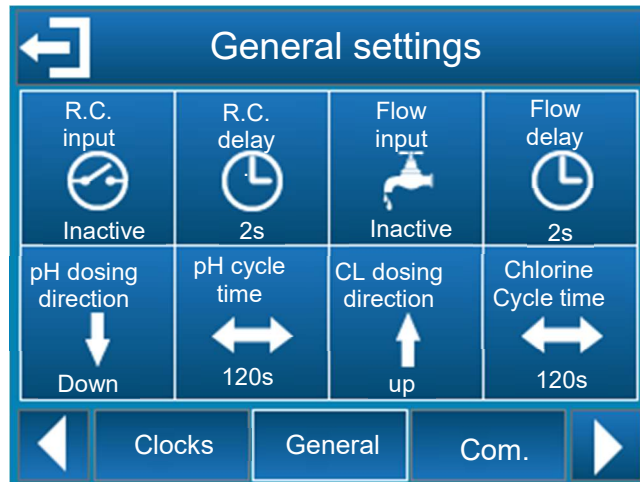 General settings
R.C.
input
Inactive
R.C.
delay
2s
Flow
input
Inactive
Flow
delay
2s
pH dosing
direction
Down
pH cycle
time
120s
CL dosing
direction
up
Chlorine
Cycle time
120s
Clocks
General
Com.